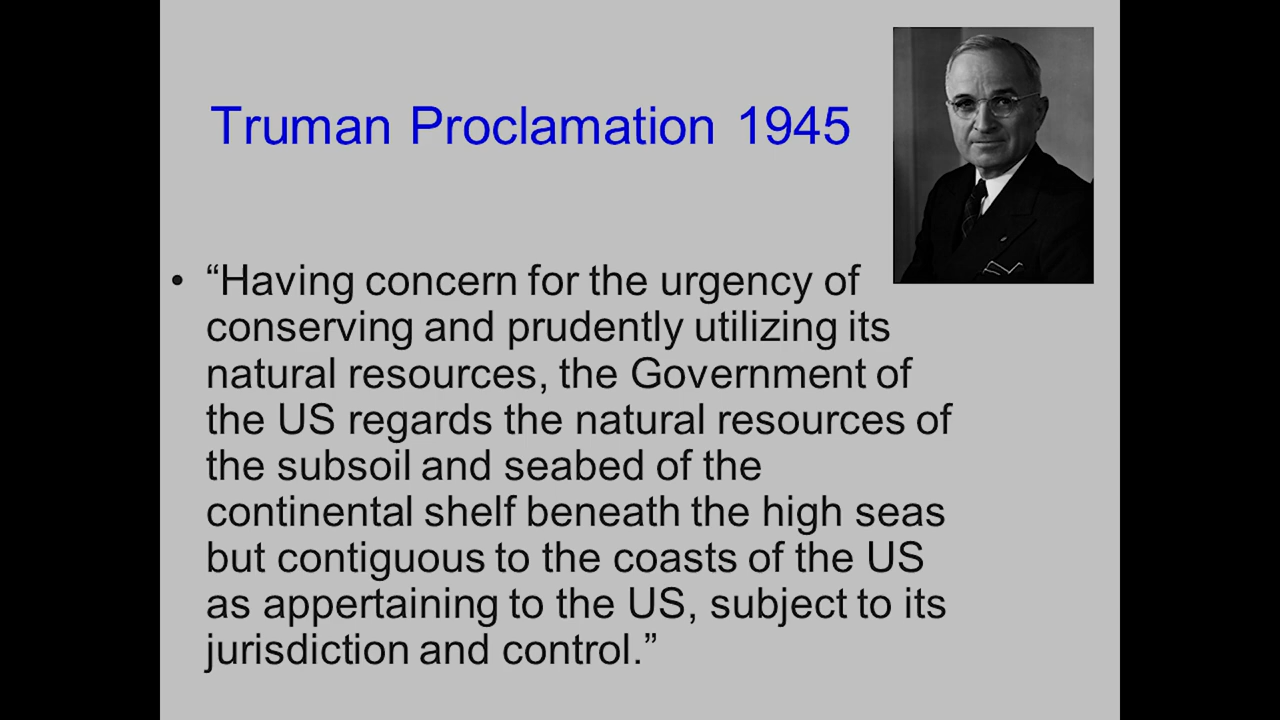 Truman Proclamation 1945
• “Having concern for the urgency of
conserving and prudently utilizing its
natural resources, the Government of
the US regards the natural resources of
the subsoil and seabed of the
continental shelf beneath the high seas
but contiguous to the coasts of the US
as appertaining to the US, subject to its
jurisdiction and control.”